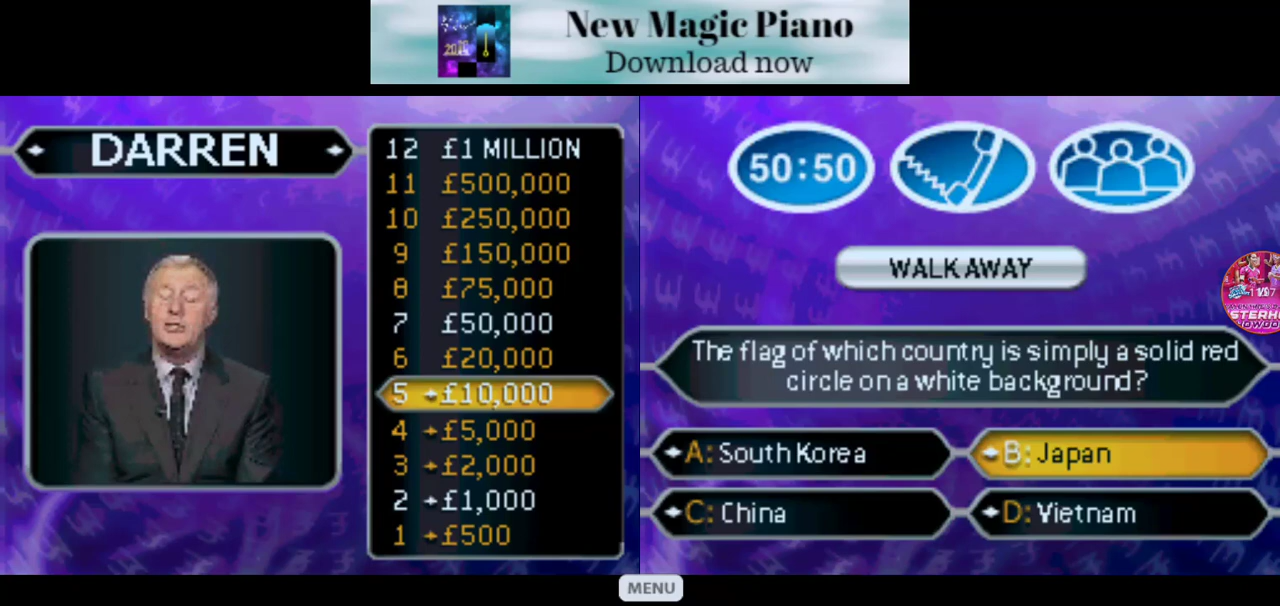 New Magic Piano
Download now
DARREN
12 £1 MILLION
11 £500,000
10 £250,000
9 £150,000
8 £75,000
7 £50,000
6 £20,000
5 £10,000
4 £5,000
3 £2,000
2 £1,000
1 £500
50:50
WALK AWAY
The flag of which country is simply a solid red
circle on a white background?
A: South Korea
B: Japan
C: China
D: Vietnam
MENU